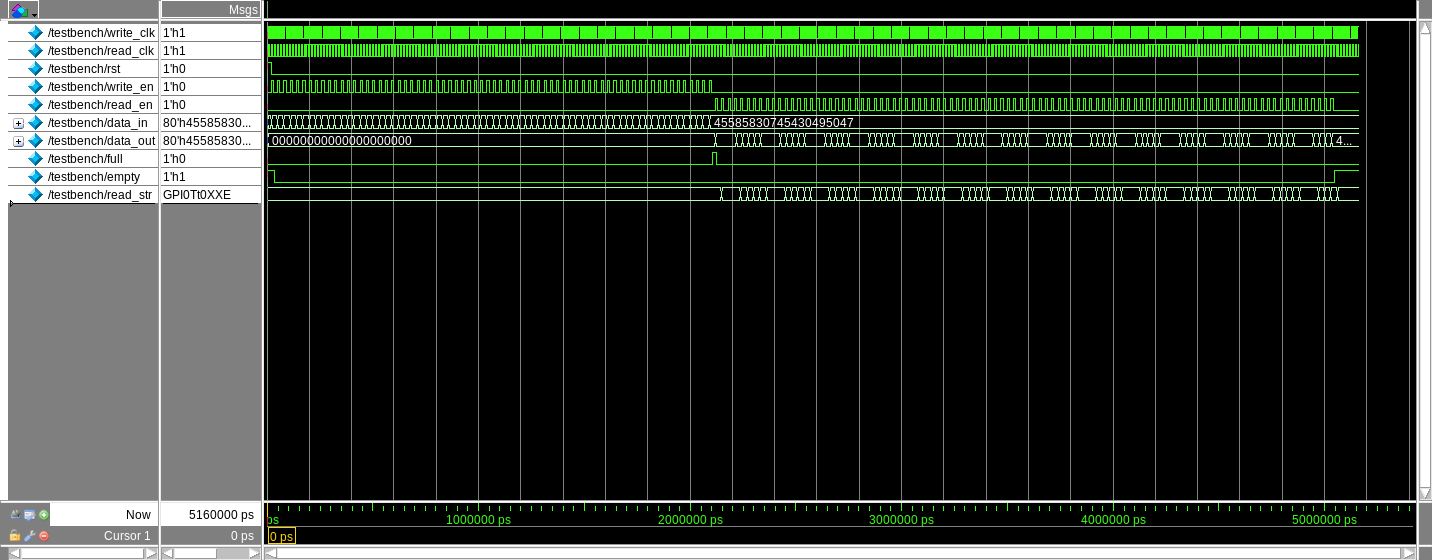 Msgs
/testbench/write_clk 1'h1
/testbench/read_clk 1'h1
/testbench/rst 1'h0
/testbench/write_en 1'h0
/testbench/read_en 1'h0
/testbench/data_in 80'h45585830... 45585830745430495047
/testbench/data_out 80'h45585830... 00000000000000000000 4...
/testbench/full 1'h0
/testbench/empty 1'h1
/testbench/read_str GPI0Tt0XXE
Now 5160000 ps ps 1000000 ps 2000000 ps 3000000 ps 4000000 ps 5000000 ps
Cursor 1 0 ps 0 ps